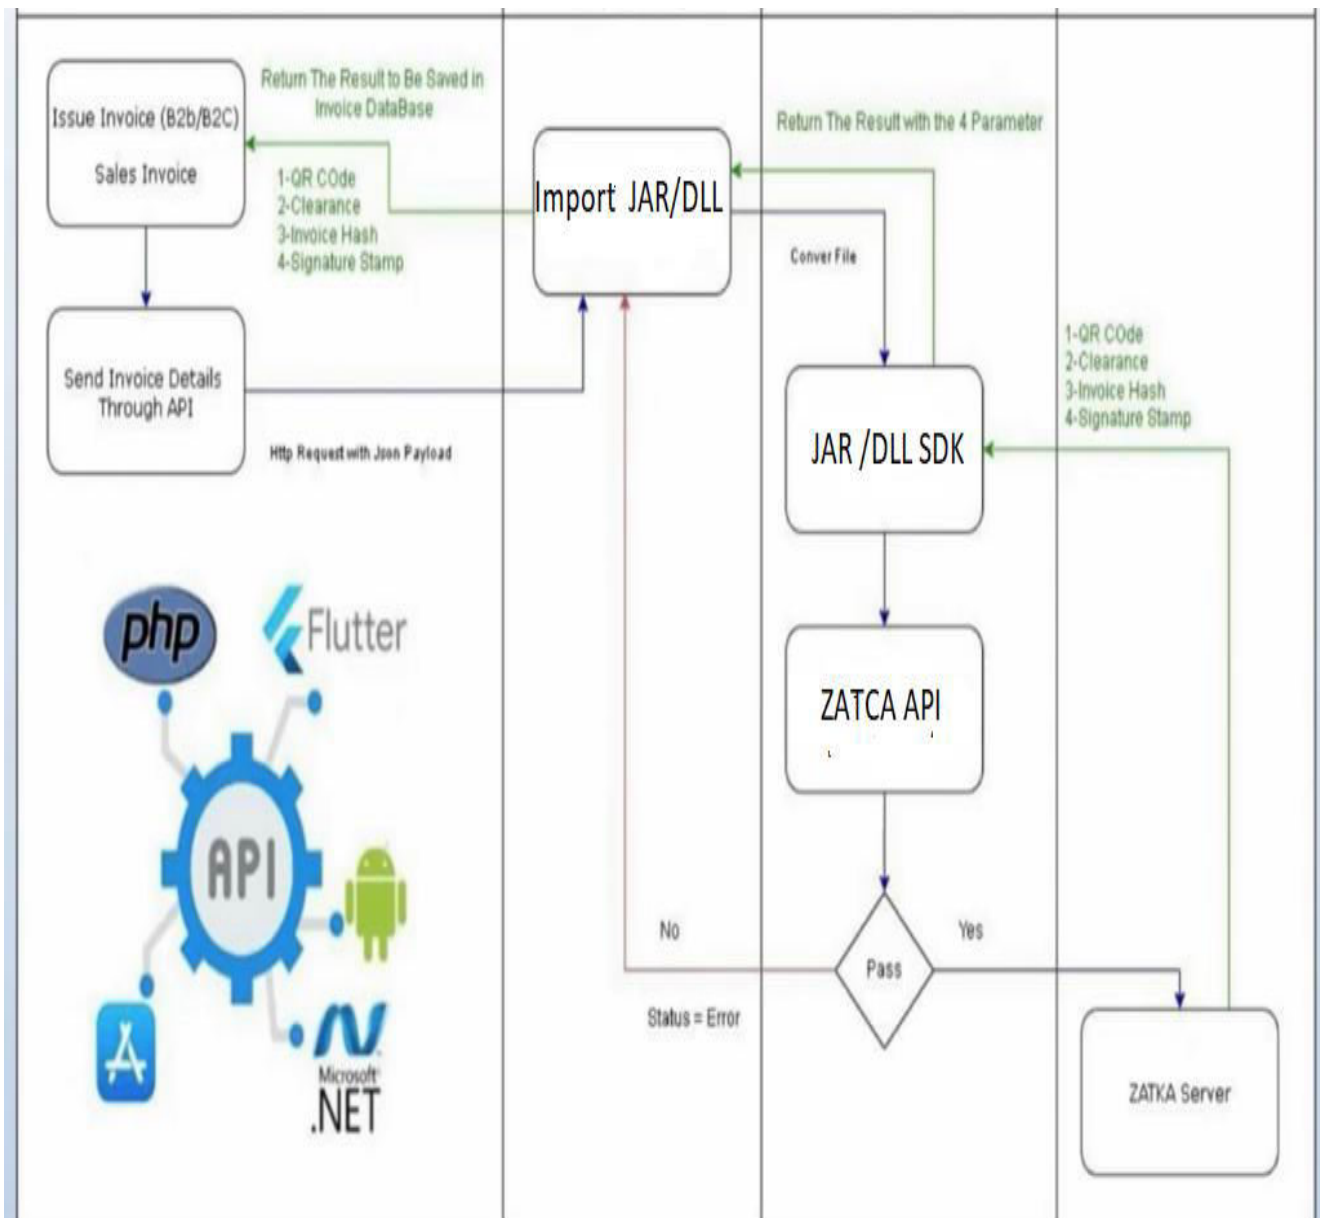 Issue Invoice (B2b/B2C)
Sales Invoice
Return The Result to Be Saved in
Invoice DataBase
1-QR COde
2-Clearance
3-Invoice Hash
4-Signature Stamp
Send Invoice Details
Through API
Http Request with Json Payload
Import JAR/DLL
Return The Result with the 4 Parameter
Conver File
JAR /DLL SDK
1-QR COde
2-Clearance
3-Invoice Hash
4-Signature Stamp
ZATCA API
Pass
No
Yes
Status = Error
ZATKA Server
php
Flutter
API
Microsoft
.NET